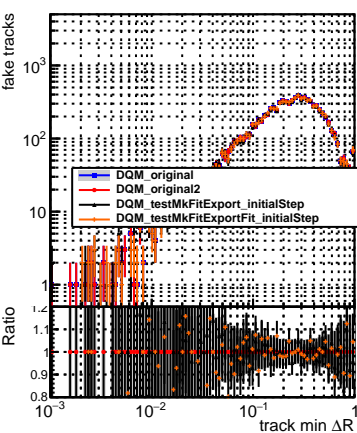 fake tracks
10³
10²
10
1
DQM_original
DQM_original2
DQM_testMkFitExport_initialStep
DQM_testMkFitExportFit_initialStep
Ratio
1.2
1.1
1
0.9
0.8
10⁻³
10⁻²
10⁻¹
1
track min ΔR